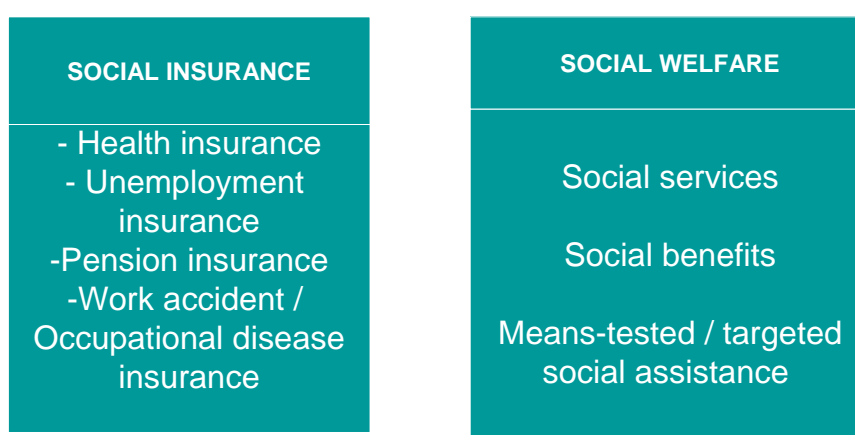 SOCIAL INSURANCE
- Health insurance
- Unemployment
insurance
-Pension insurance
-Work accident /
Occupational disease
insurance
SOCIAL WELFARE
Social services
Social benefits
Means-tested / targeted
social assistance